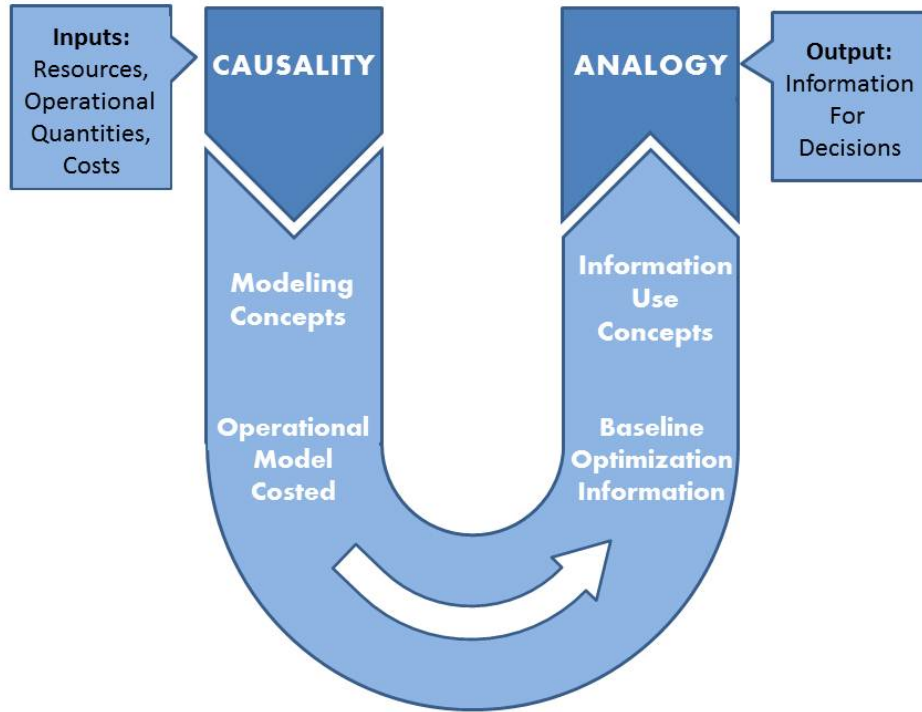 Inputs:
Resources,
Operational
Quantities,
Costs
CAUSALITY
Modeling
Concepts
Operational
Model
Costed
ANALOGY
Information
Use
Concepts
Baseline
Optimization
Information
Output:
Information
For
Decisions